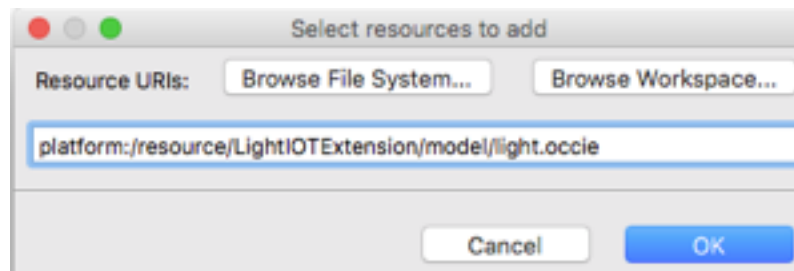 Select resources to add
Resource URIs: Browse File System... Browse Workspace...
platform:/resource/LightIOTExtension/model/light.occie
Cancel OK